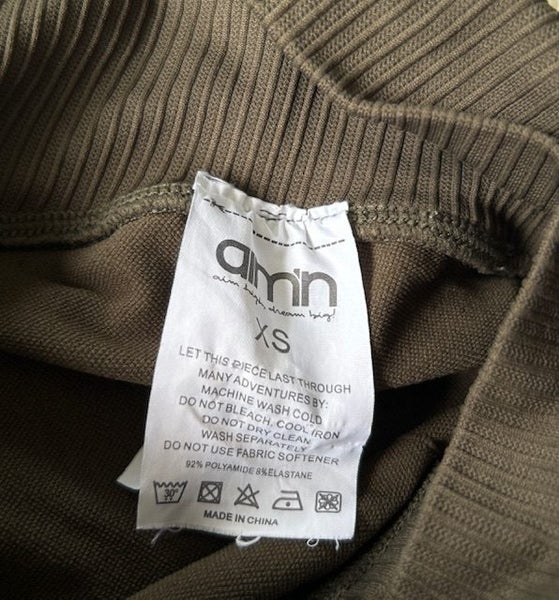 aim'n
aim high, dream big!
XS
LET THIS PIECE LAST THROUGH
MANY ADVENTURES BY:
MACHINE WASH COLD
DO NOT BLEACH, COOL IRON
DO NOT DRY CLEAN
WASH SEPARATELY
DO NOT USE FABRIC SOFTENER
92% POLYAMIDE 8% ELASTANE
30°
MADE IN CHINA